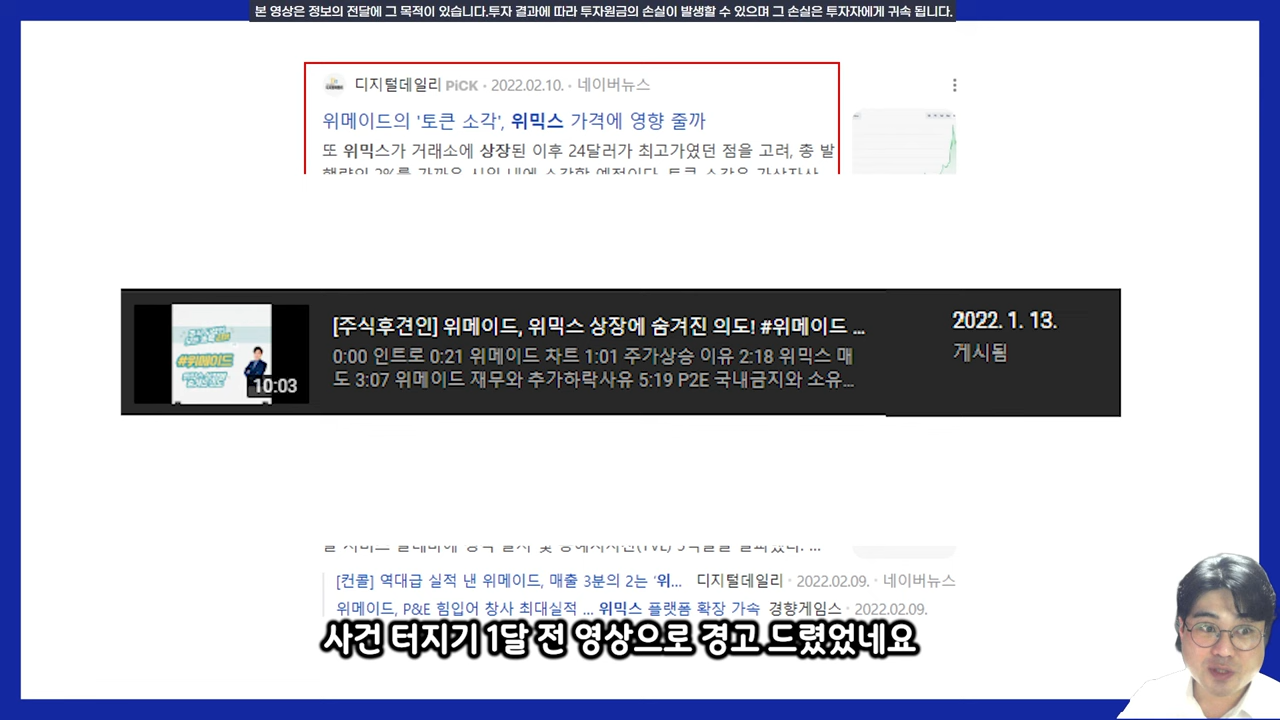 본 영상은 정보의 전달에 그 목적이 있습니다.투자 결과에 따라 투자원금의 손실이 발생할 수 있으며 그 손실은 투자자에게 귀속 됩니다.
디지털데일리 PiCK · 2022.02.10. · 네이버뉴스
위메이드의 '토큰 소각', 위믹스 가격에 영향 줄까
또 위믹스가 거래소에 상장된 이후 24달러가 최고가였던 점을 고려, 총 발
[주식후견인] 위메이드, 위믹스 상장에 숨겨진 의도! #위메이드 ...
2022. 1. 13.
0:00 인트로 0:21 위메이드 차트 1:01 주가상승 이유 2:18 위믹스 매
게시됨
도 3:07 위메이드 재무와 추가하락사유 5:19 P2E 국내금지와 소유...
#위메이드
10:03
[컨콜] 역대급 실적 낸 위메이드, 매출 3분의 2는 '위... 디지털데일리 · 2022.02.09. · 네이버뉴스
위메이드, P&E 힘입어 창사 최대실적 ... 위믹스 플랫폼 확장 가속 경향게임스 · 2022.02.09.
사건 터지기 1달 전 영상으로 경고 드렸었네요